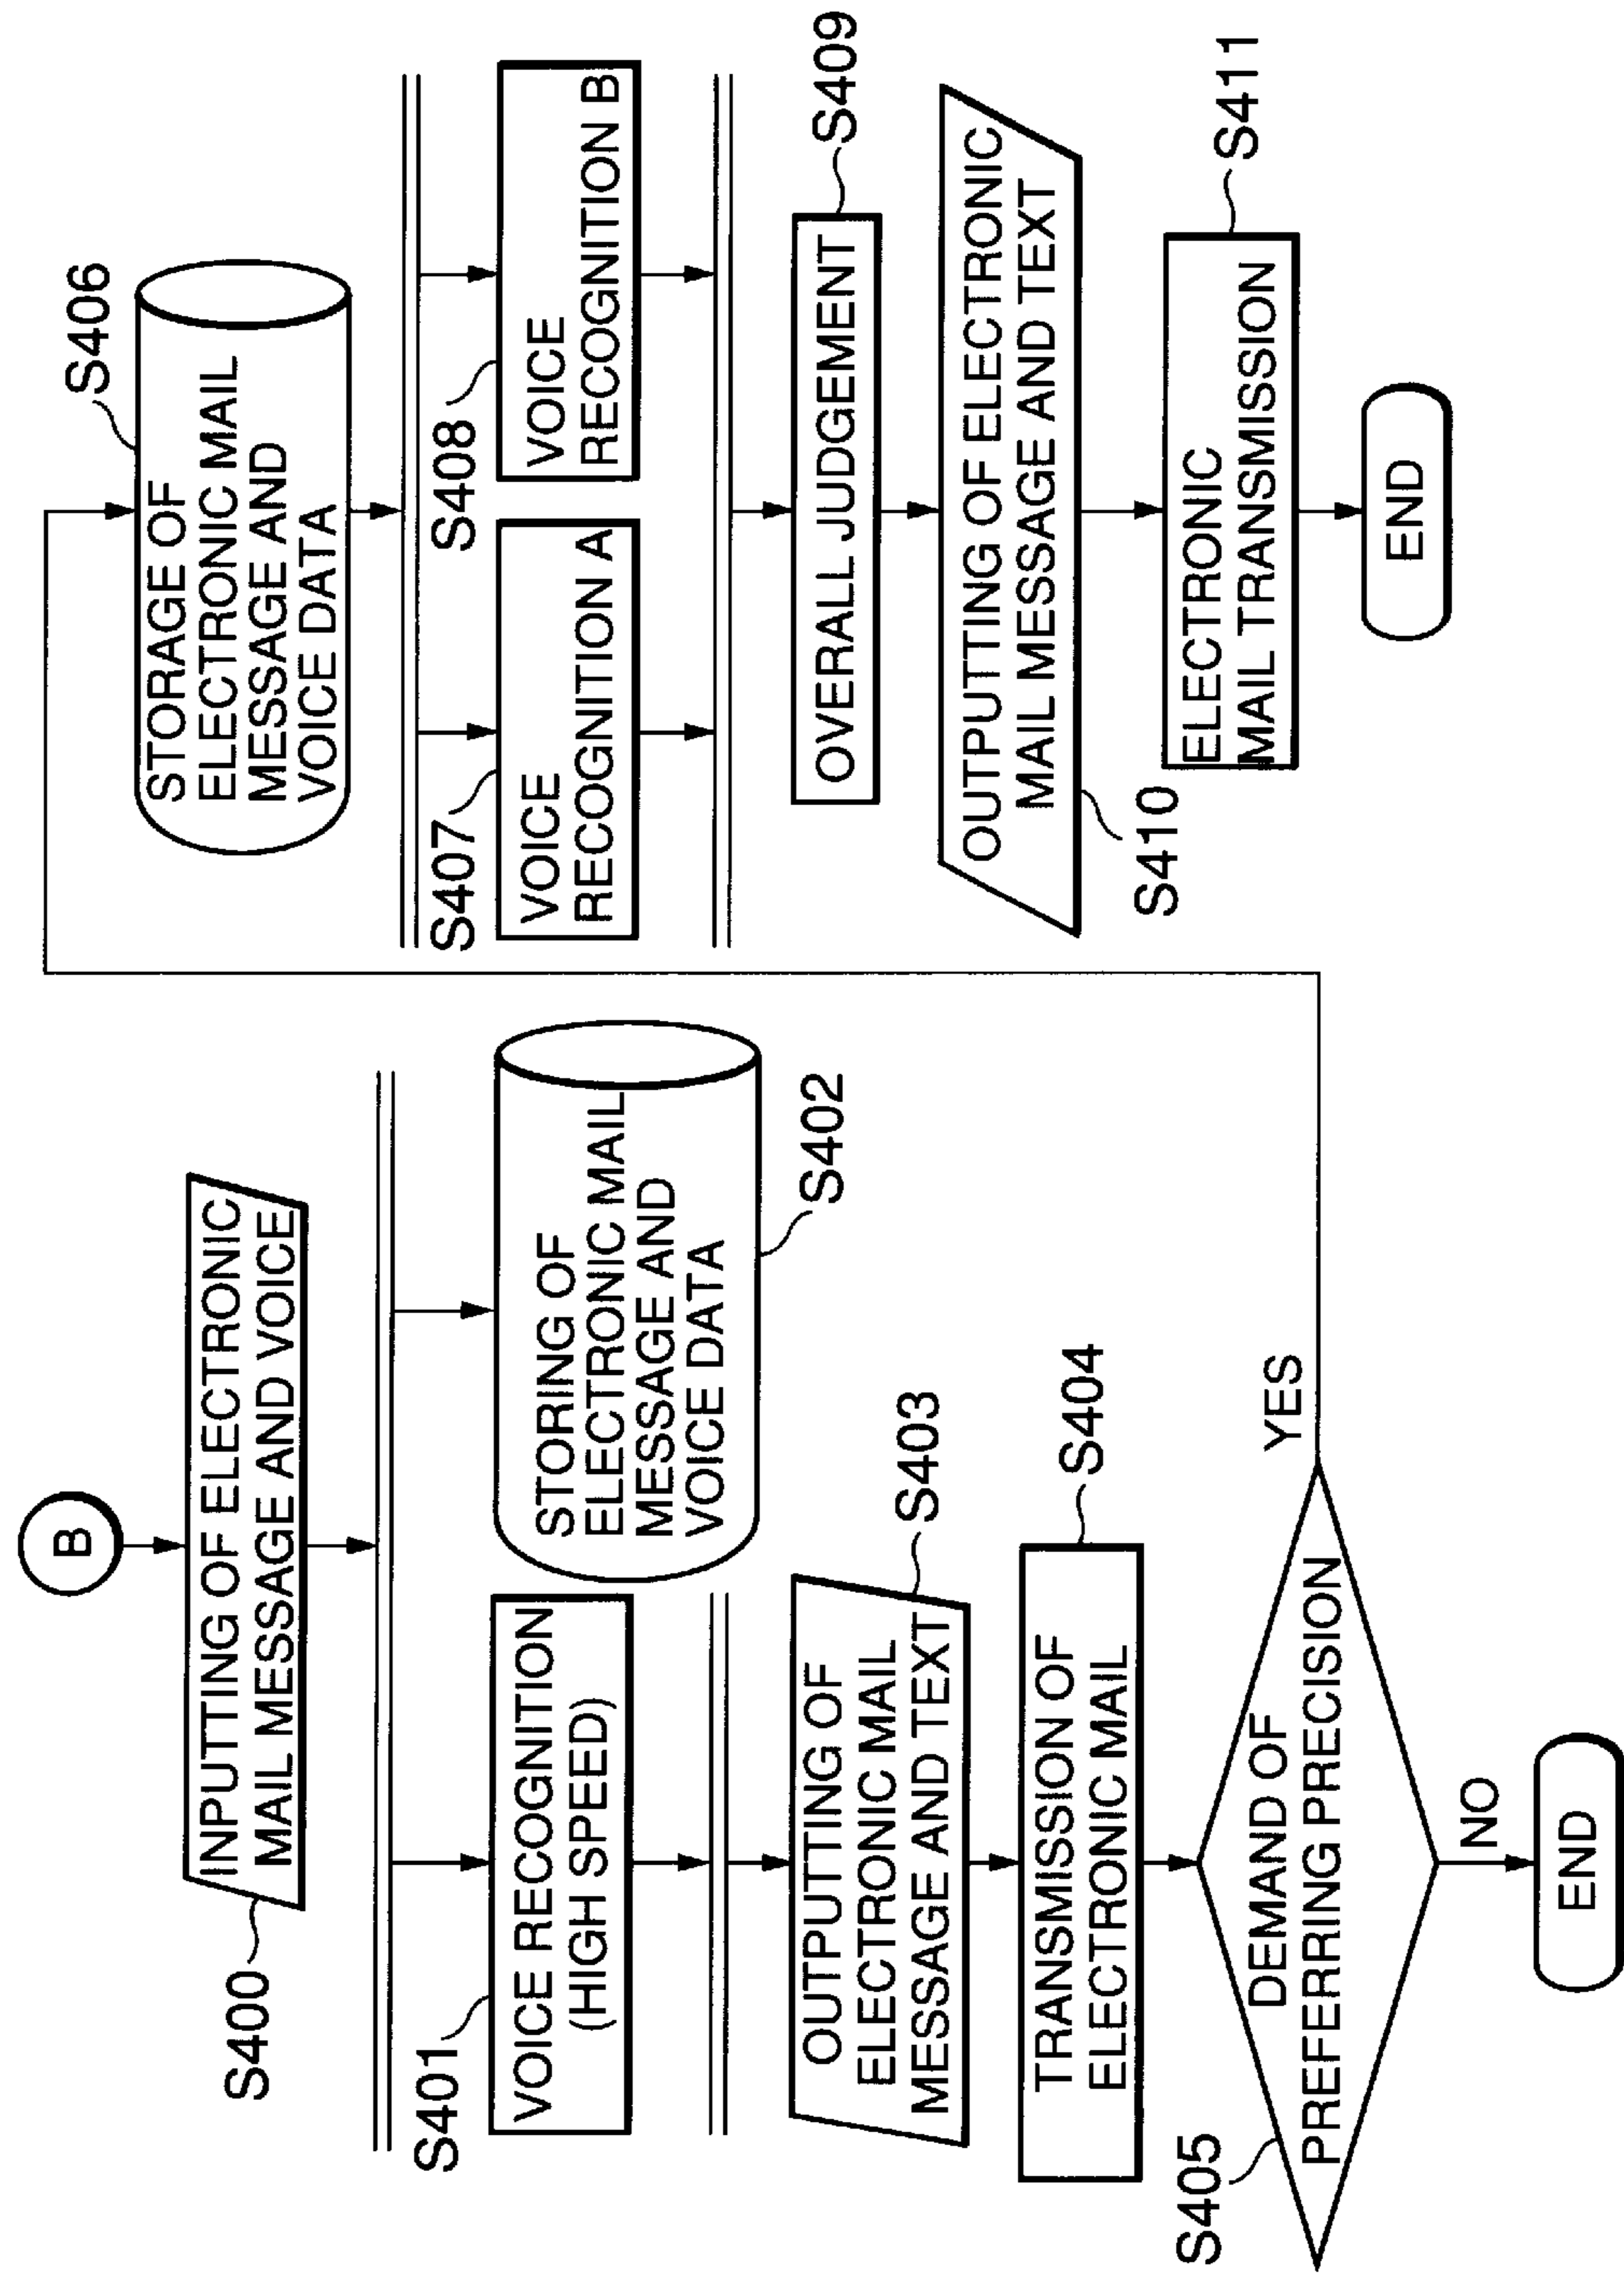 B
INPUTTING OF ELECTRONIC
MAIL MESSAGE AND VOICE
S400
S401
VOICE RECOGNITION
(HIGH SPEED)
STORING OF
ELECTRONIC MAIL
MESSAGE AND
VOICE DATA
S402
OUTPUTTING OF
ELECTRONIC MAIL
MESSAGE AND TEXT
S403
TRANSMISSION OF
ELECTRONIC MAIL
S404
S405
DEMAND OF
PREFERRING PRECISION
YES
NO
END
S406
STORAGE OF
ELECTRONIC MAIL
MESSAGE AND
VOICE DATA
S407
VOICE
RECOGNITION A
S408
VOICE
RECOGNITION B
OVERALL JUDGEMENT
S409
OUTPUTTING OF ELECTRONIC
MAIL MESSAGE AND TEXT
S410
ELECTRONIC
MAIL TRANSMISSION
S411
END